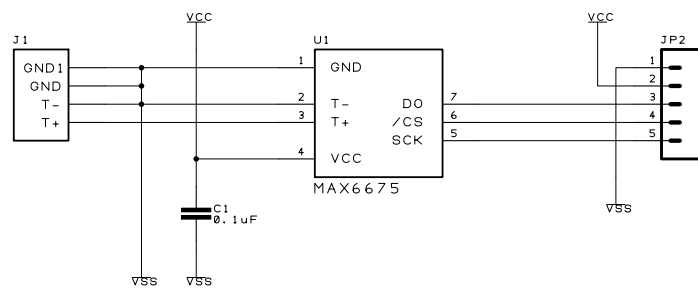 VCC
VCC
J1
U1
JP2
GND1
GND
T-
T+
1
2
3
4
GND
T-
T+
VCC
DO
/CS
SCK
7
6
5
1
2
3
4
5
MAX6675
C1
0.1uF
VSS
VSS
VSS